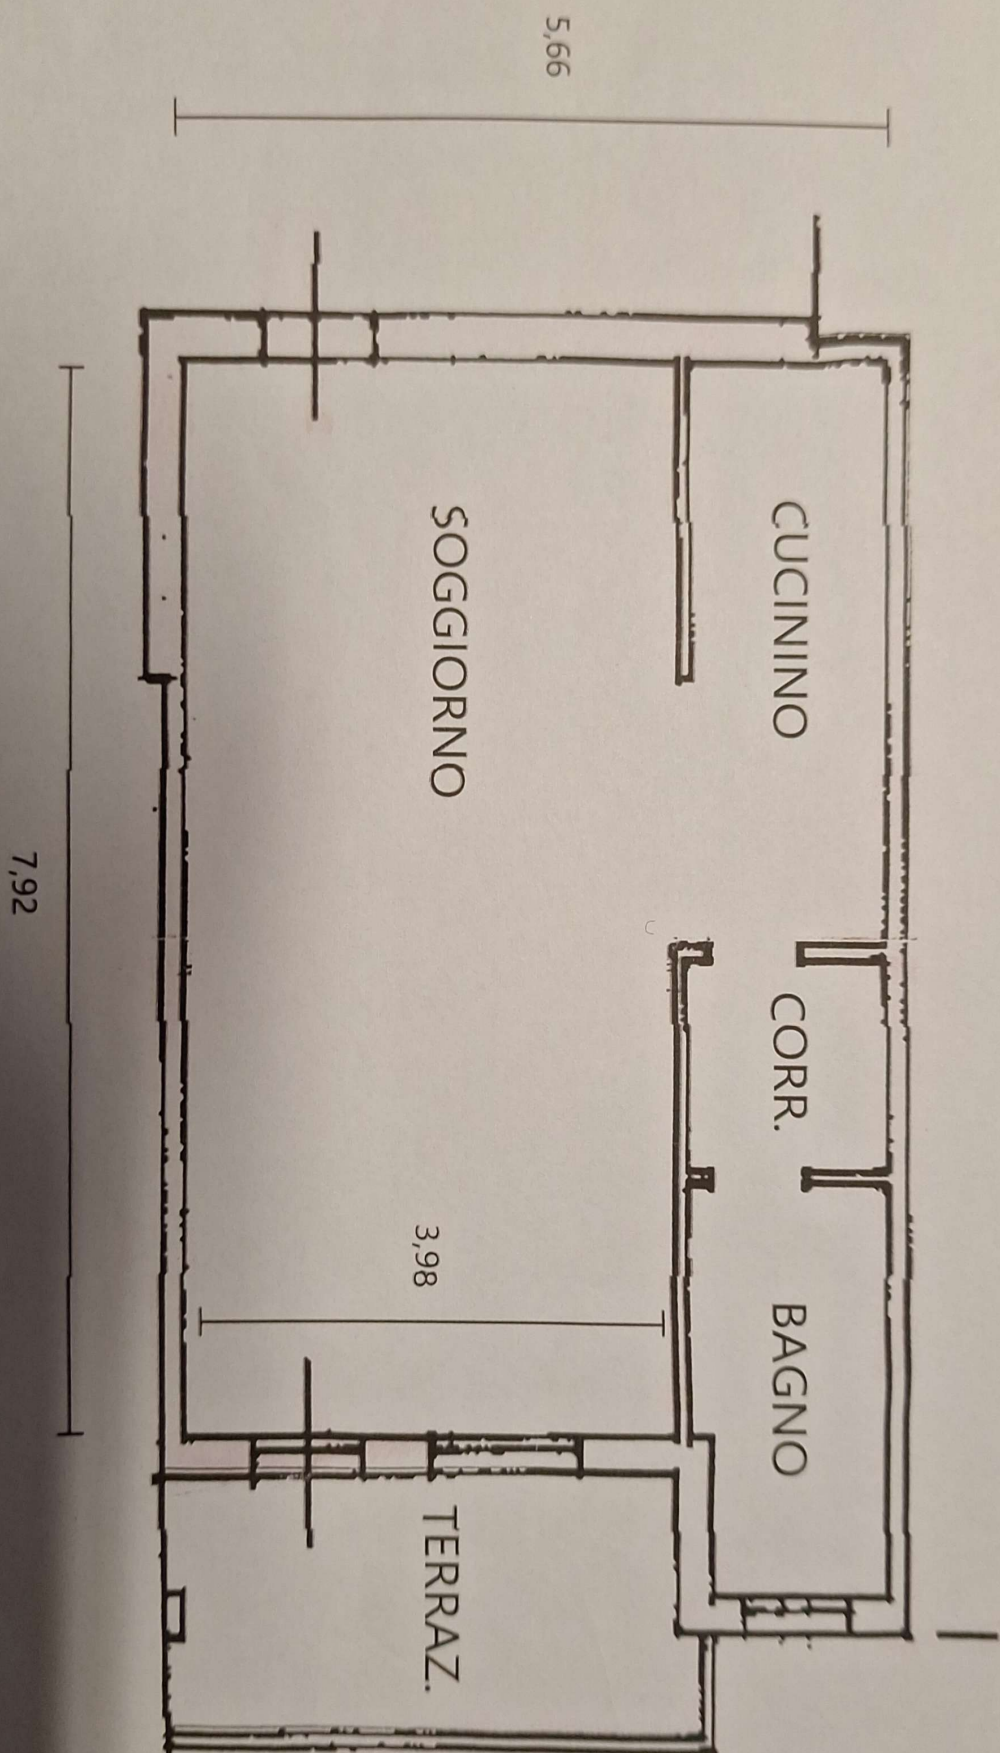 5,66
CUCININO
SOGGIORNO
7,92
CORR.
3,98
BAGNO
TERRAZ.